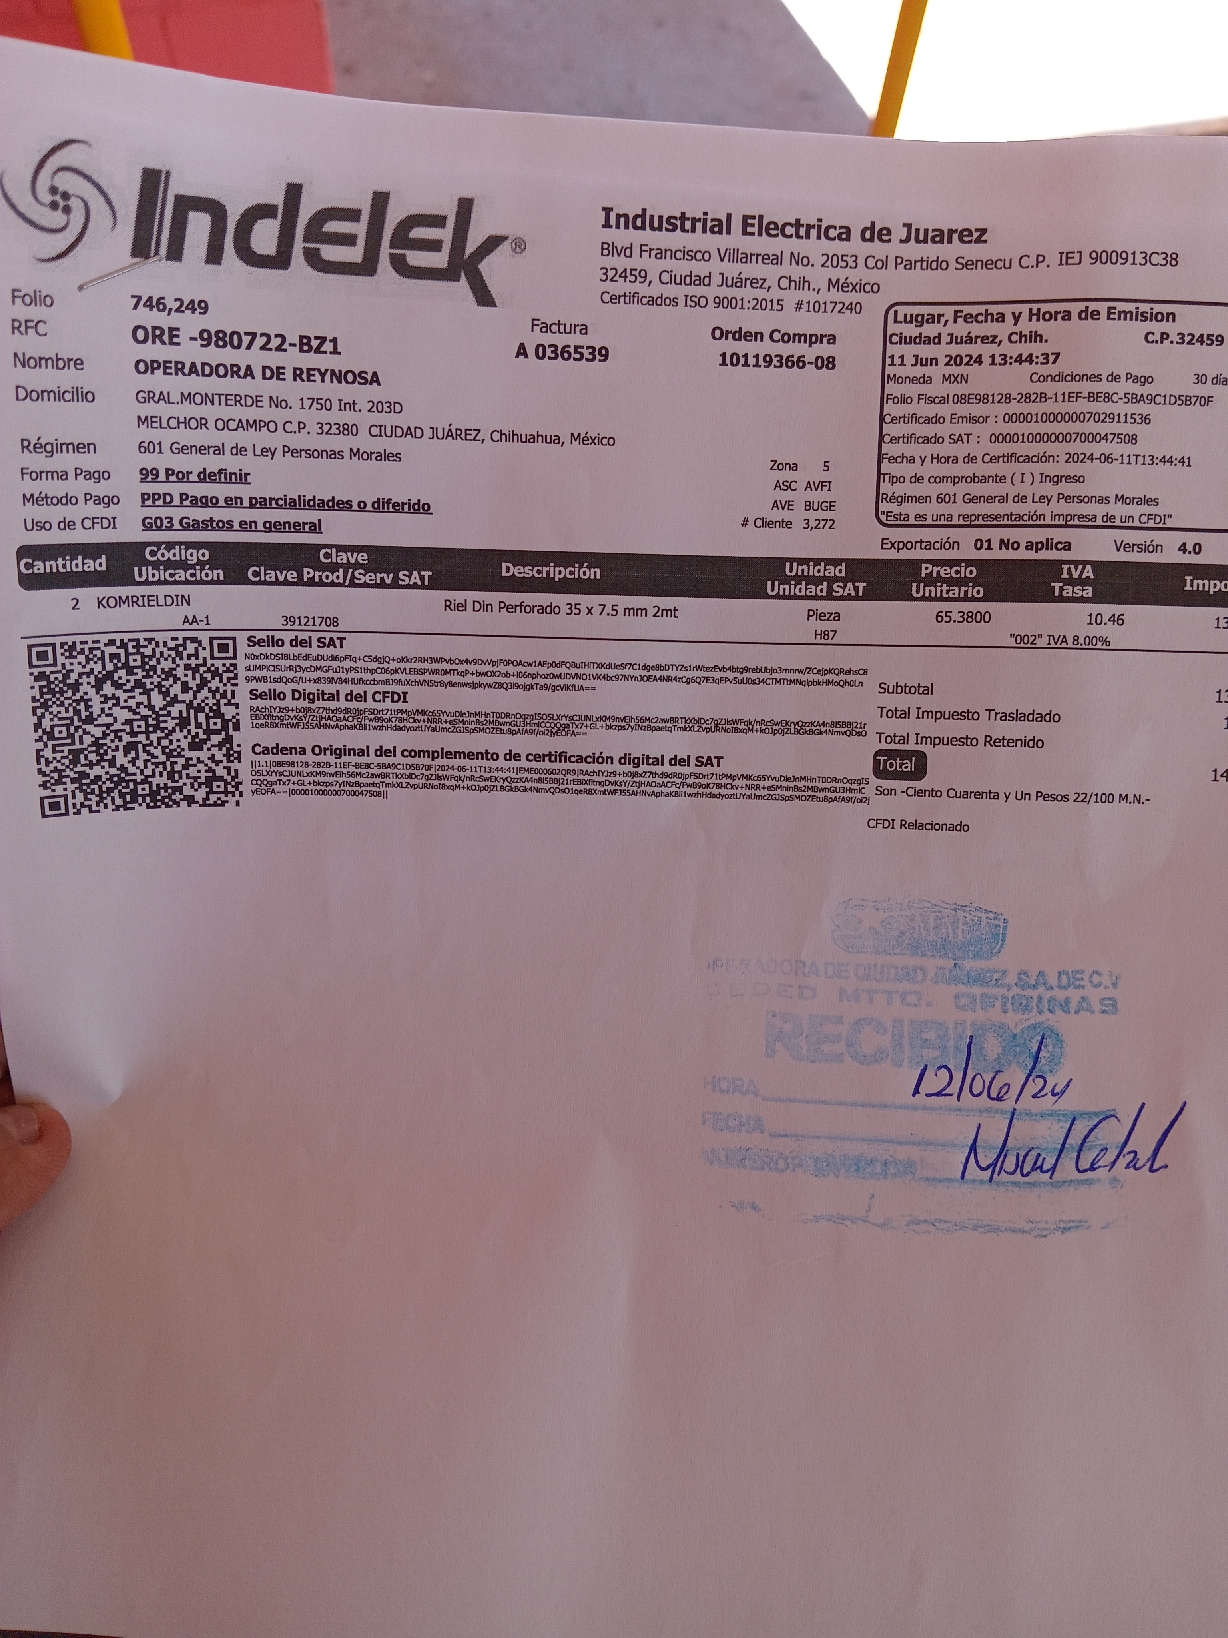 Indelek®
Industrial Electrica de Juarez
Blvd Francisco Villarreal No. 2053 Col Partido Senecu C.P. IEJ 900913C38
32459, Ciudad Juárez, Chih., México
Certificados ISO 9001:2015 #1017240
Folio 746,249
RFC ORE -980722-BZ1
Nombre OPERADORA DE REYNOSA
Domicilio GRAL.MONTERDE No. 1750 Int. 203D
MELCHOR OCAMPO C.P. 32380 CIUDAD JUÁREZ, Chihuahua, México
Régimen 601 General de Ley Personas Morales
Forma Pago 99 Por definir
Método Pago PPD Pago en parcialidades o diferido
Uso de CFDI G03 Gastos en general
Factura
A 036539
Orden Compra
10119366-08
Zona 5
ASC AVFI
AVE BUGE
# Cliente 3,272
Lugar, Fecha y Hora de Emision
Ciudad Juárez, Chih. C.P.32459
11 Jun 2024 13:44:37
Moneda MXN Condiciones de Pago 30 día
Folio Fiscal 08E98128-282B-11EF-BE8C-5BA9C1D5B70F
Certificado Emisor : 00001000000702911536
Certificado SAT : 00001000000700047508
Fecha y Hora de Certificación: 2024-06-11T13:44:41
Tipo de comprobante ( I ) Ingreso
Régimen 601 General de Ley Personas Morales
"Esta es una representación impresa de un CFDI"
Exportación 01 No aplica Versión 4.0
Cantidad Código Ubicación Clave Clave Prod/Serv SAT Descripción Unidad Unidad SAT Precio Unitario IVA Tasa Impo
2 KOMRIELDIN Riel Din Perforado 35 x 7.5 mm 2mt Pieza 65.3800 10.46 13
AA-1 39121708 H87 "002" IVA 8.00%
Sello del SAT
Sello Digital del CFDI
Cadena Original del complemento de certificación digital del SAT
Subtotal 13
Total Impuesto Trasladado 1
Total Impuesto Retenido
Total 14
Son -Ciento Cuarenta y Un Pesos 22/100 M.N.-
CFDI Relacionado
OPERADORA DE CIUDAD JUÁREZ, S.A. DE C.V
MTTO. OFICINAS
RECIBIDO
HORA
12/06/24
FECHA